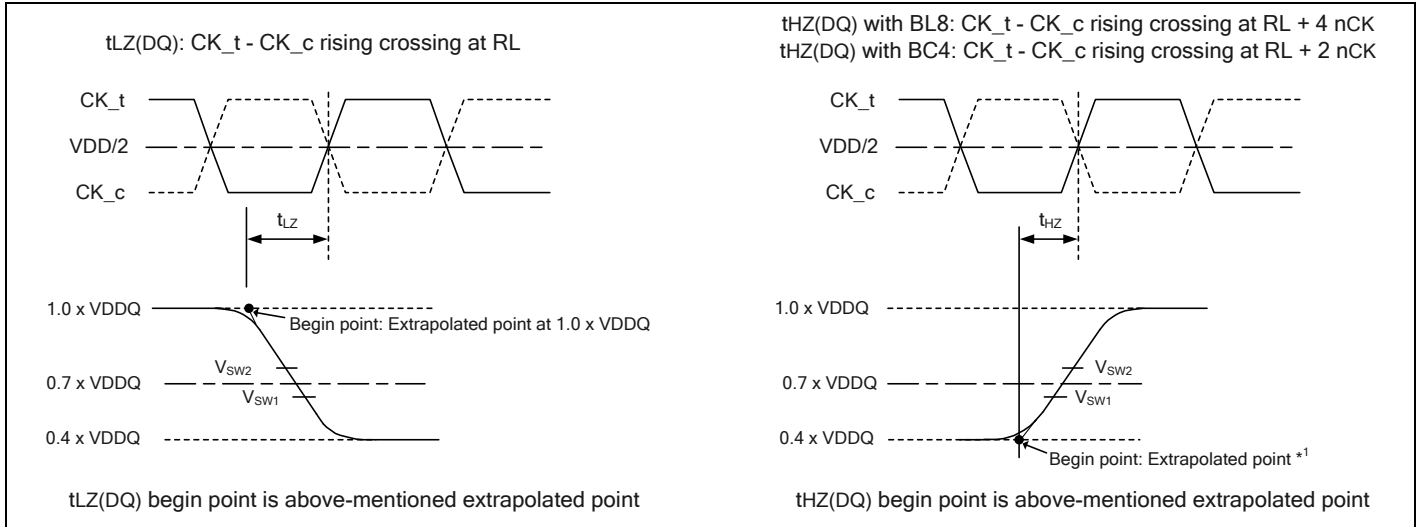 tLZ(DQ): CK_t - CK_c rising crossing at RL
CK_t
VDD/2
CK_c
tLZ
1.0 x VDDQ
Begin point: Extrapolated point at 1.0 x VDDQ
VSW2
0.7 x VDDQ
VSW1
0.4 x VDDQ
tLZ(DQ) begin point is above-mentioned extrapolated point
tHZ(DQ) with BL8: CK_t - CK_c rising crossing at RL + 4 nCK
tHZ(DQ) with BC4: CK_t - CK_c rising crossing at RL + 2 nCK
CK_t
VDD/2
CK_c
tHZ
1.0 x VDDQ
VSW2
0.7 x VDDQ
VSW1
0.4 x VDDQ
Begin point: Extrapolated point *1
tHZ(DQ) begin point is above-mentioned extrapolated point